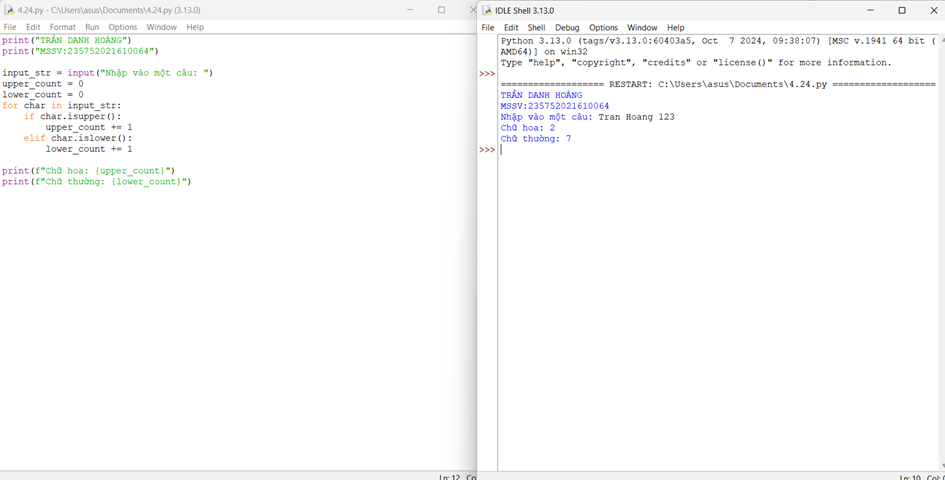 4.24.py - C:\Users\asus\Documents\4.24.py (3.13.0)
File Edit Format Run Options Window Help
print("TRẦN DANH HOÀNG")
print("MSSV:235752021610064")
input_str = input("Nhập vào một câu: ")
upper_count = 0
lower_count = 0
for char in input_str:
    if char.isupper():
        upper_count += 1
    elif char.islower():
        lower_count += 1
print(f"Chữ hoa: {upper_count}")
print(f"Chữ thường: {lower_count}")
Ln: 12 Co
IDLE Shell 3.13.0
File Edit Shell Debug Options Window Help
Python 3.13.0 (tags/v3.13.0:60403a5, Oct 7 2024, 09:38:07) [MSC v.1941 64 bit (
AMD64)] on win32
Type "help", "copyright", "credits" or "license()" for more information.
>>>
=================== RESTART: C:\Users\asus\Documents\4.24.py ===================
TRẦN DANH HOÀNG
MSSV:235752021610064
Nhập vào một câu: Tran Hoang 123
Chữ hoa: 2
Chữ thường: 7
>>>
Ln: 10 Col: